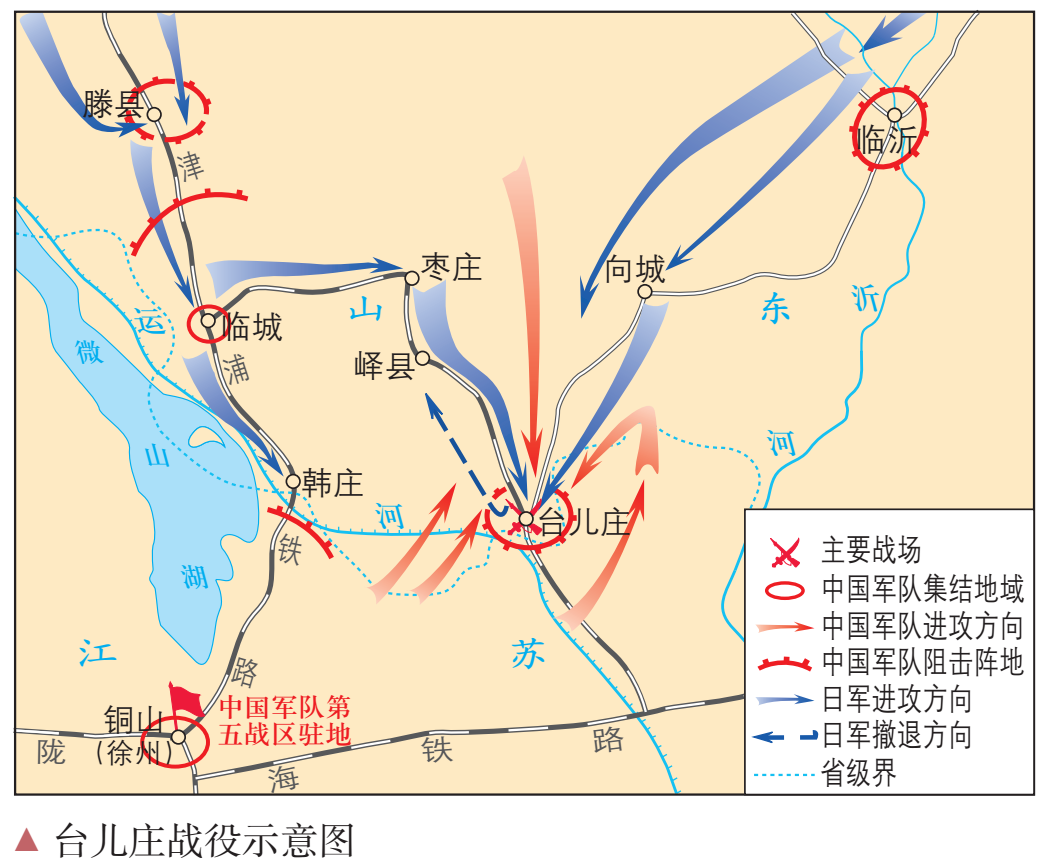 滕县
临沂
津
枣庄
向城
山
东
沂
运
临城
微
浦
峄县
山
韩庄
河
河
台儿庄
铁
湖
江
苏
路
铜山
(徐州)
中国军队第
五战区驻地
陇
海
铁
路
主要战场
中国军队集结地域
中国军队进攻方向
中国军队阻击阵地
日军进攻方向
日军撤退方向
省级界
▲ 台儿庄战役示意图